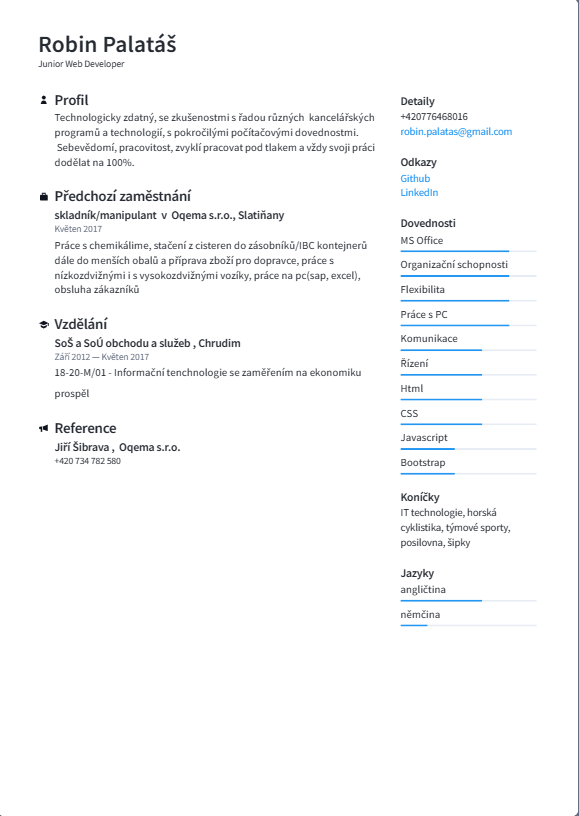 Robin Palatáš
Junior Web Developer
Profil
Technologicky zdatný, se zkušenostmi s řadou různých kancelářských
programů a technologií, s pokročilými počítačovými dovednostmi.
Sebevědomí, pracovitost, zvyklí pracovat pod tlakem a vždy svoji práci
dodělat na 100%.
Předchozí zaměstnání
skladník/manipulant v Oqema s.r.o., Slatiňany
Květen 2017
Práce s chemikálime, stačení z cisteren do zásobníků/IBC kontejnerů
dále do menších obalů a příprava zboží pro dopravce, práce s
nízkozdvižnými i s vysokozdvižnými vozíky, práce na pc(sap, excel),
obsluha zákazníků
Vzdělání
SoŠ a SoÚ obchodu a služeb , Chrudim
Září 2012 — Květen 2017
18-20-M/01 - Informační tenchnologie se zaměřením na ekonomiku
prospěl
Reference
Jiří Šibrava , Oqema s.r.o.
+420 734 782 580
Detaily
+420776468016
robin.palatas@gmail.com
Odkazy
Github
LinkedIn
Dovednosti
MS Office
Organizační schopnosti
Flexibilita
Práce s PC
Komunikace
Řízení
Html
CSS
Javascript
Bootstrap
Koníčky
IT technologie, horská
cyklistika, týmové sporty,
posilovna, šipky
Jazyky
angličtina
němčina